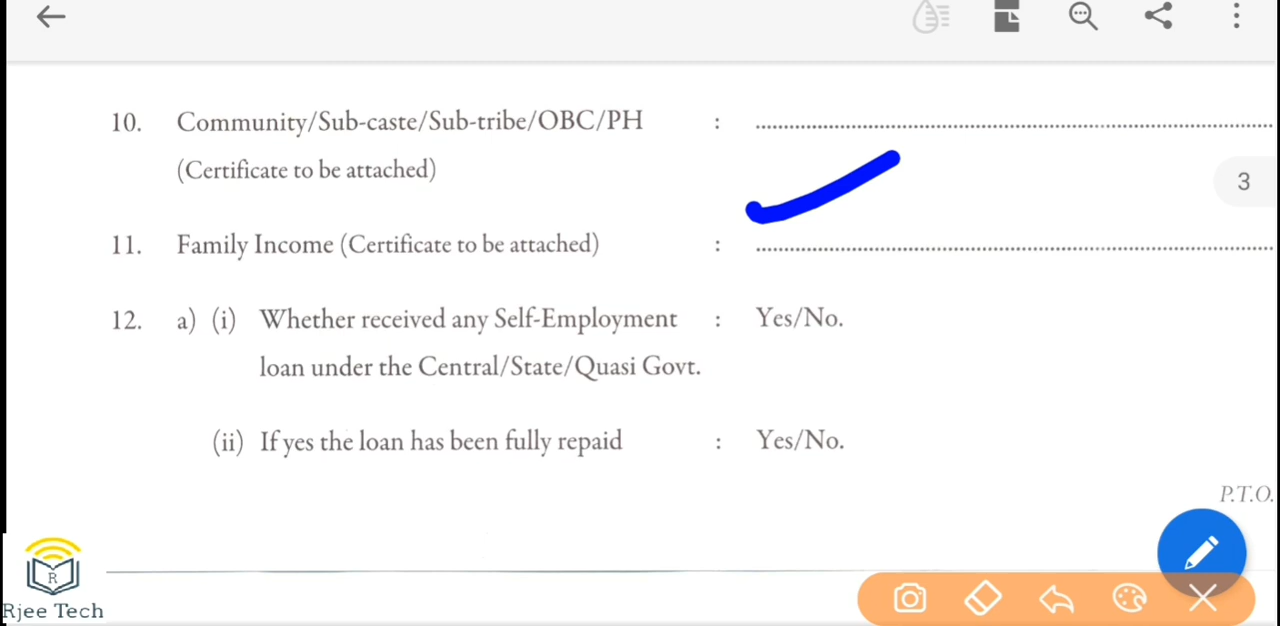 10. Community/Sub-caste/Sub-tribe/OBC/PH : ........................................
(Certificate to be attached)
3
11. Family Income (Certificate to be attached) : ........................................
12. a) (i) Whether received any Self-Employment : Yes/No.
loan under the Central/State/Quasi Govt.
(ii) If yes the loan has been fully repaid : Yes/No.
P.T.O.
R
Rjee Tech